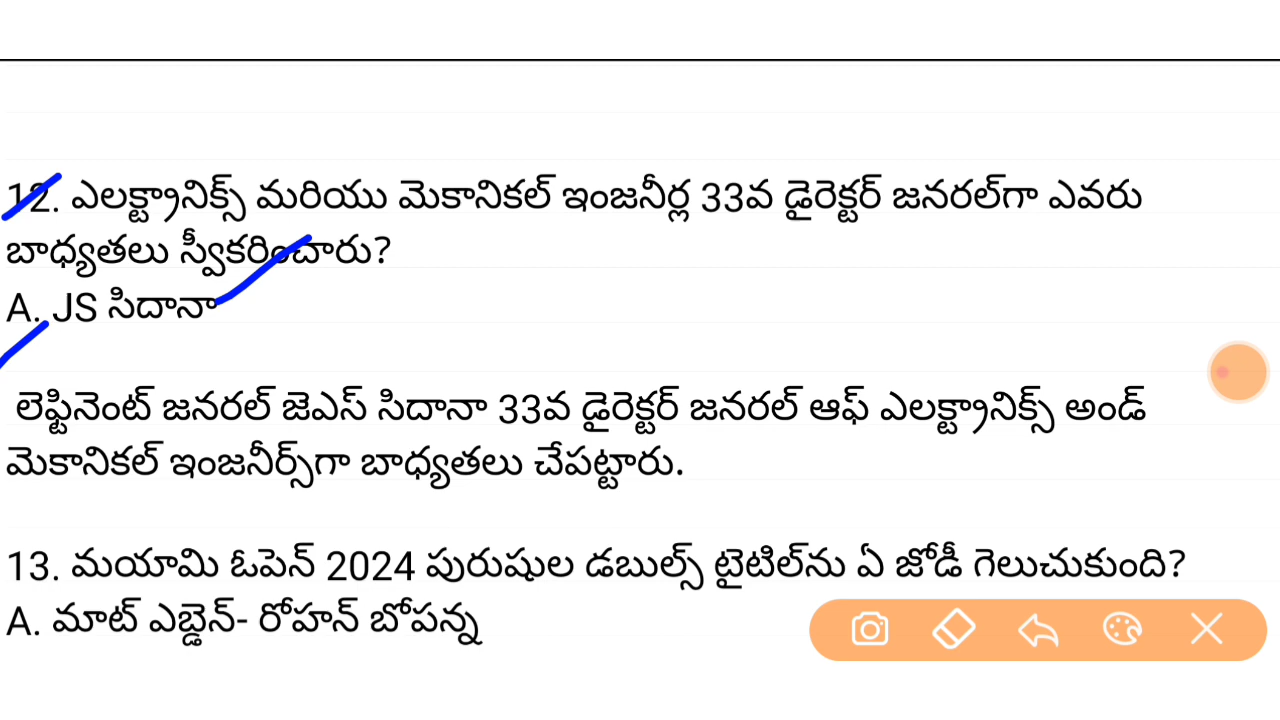 12. ఎలక్ట్రానిక్స్ మరియు మెకానికల్ ఇంజనీర్ల 33వ డైరెక్టర్ జనరల్‌గా ఎవరు
బాధ్యతలు స్వీకరించారు?
A. JS సిదానా
లెఫ్టినెంట్ జనరల్ జెఎస్ సిదానా 33వ డైరెక్టర్ జనరల్ ఆఫ్ ఎలక్ట్రానిక్స్ అండ్
మెకానికల్ ఇంజనీర్స్‌గా బాధ్యతలు చేపట్టారు.
13. మయామి ఓపెన్ 2024 పురుషుల డబుల్స్ టైటిల్‌ను ఏ జోడీ గెలుచుకుంది?
A. మాట్ ఎబ్డెన్- రోహన్ బోపన్న